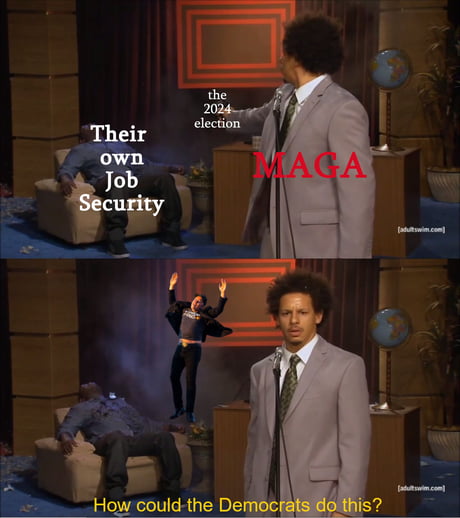 the
2024
election
Their
own
Job
Security
MAGA
[adultswim.com]
[adultswim.com]
How could the Democrats do this?